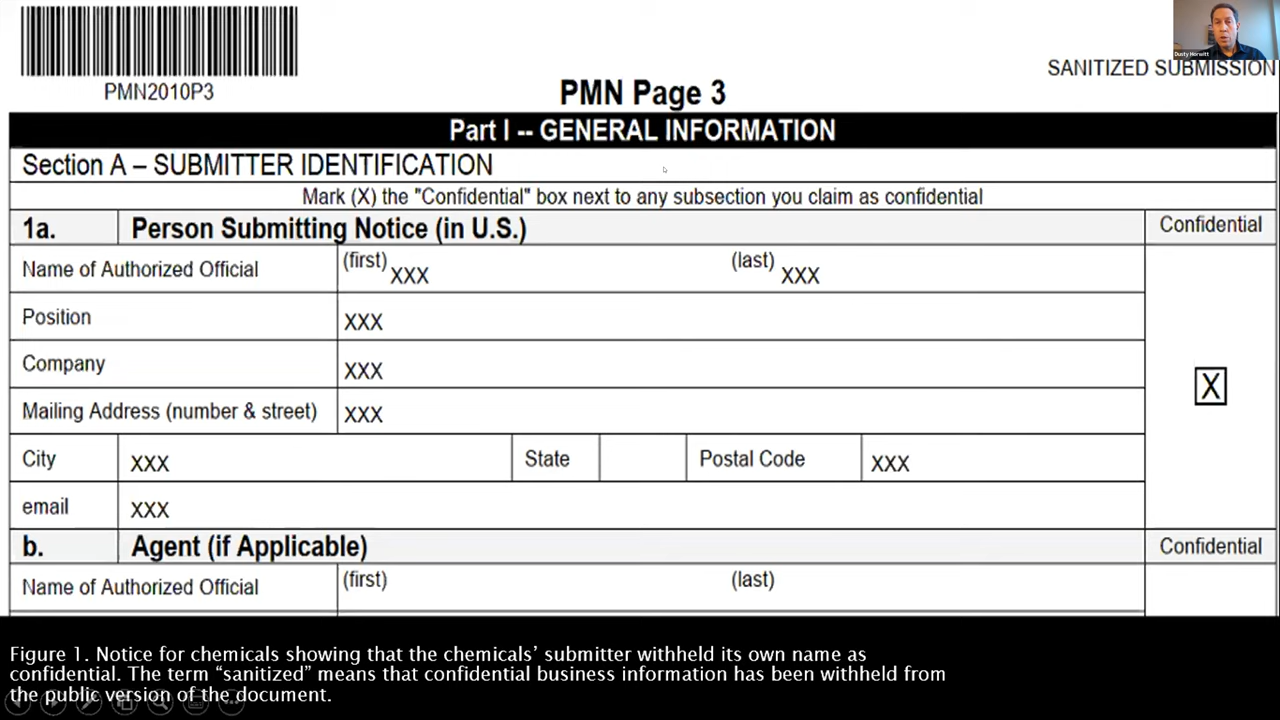 Dusty Horwitt
SANITIZED SUBMISSION
PMN2010P3
PMN Page 3
Part I -- GENERAL INFORMATION
Section A – SUBMITTER IDENTIFICATION
Mark (X) the "Confidential" box next to any subsection you claim as confidential
1a. Person Submitting Notice (in U.S.) Confidential
Name of Authorized Official (first) XXX (last) XXX
Position XXX
Company XXX
X
Mailing Address (number & street) XXX
City XXX State Postal Code XXX
email XXX
b. Agent (if Applicable) Confidential
Name of Authorized Official (first) (last)
Figure 1. Notice for chemicals showing that the chemicals’ submitter withheld its own name as
confidential. The term “sanitized” means that confidential business information has been withheld from
the public version of the document.